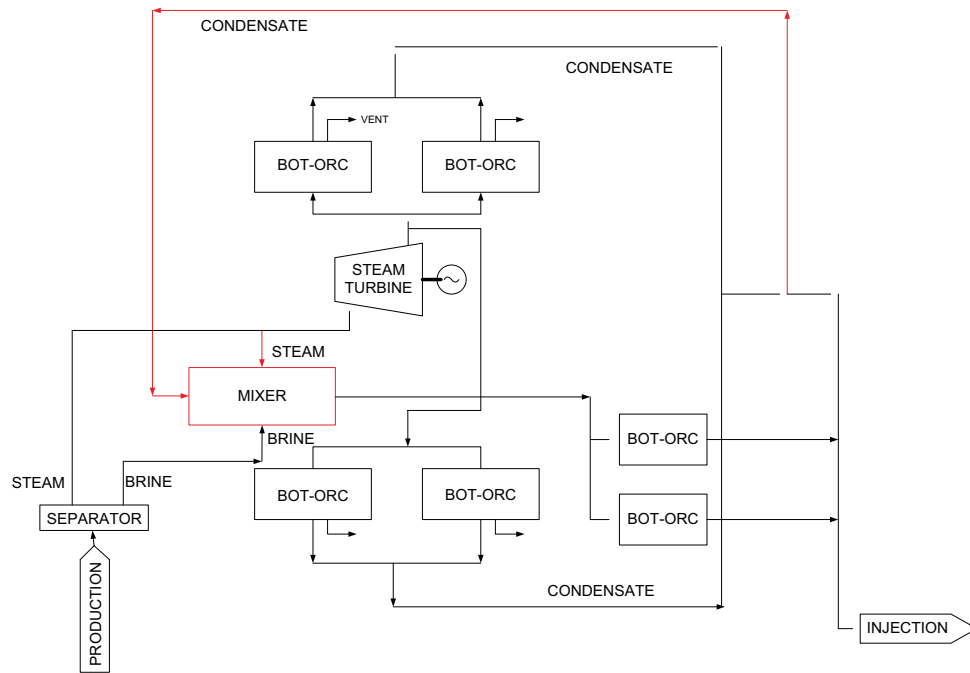 CONDENSATE
CONDENSATE
VENT
BOT-ORC
BOT-ORC
STEAM
TURBINE
STEAM
MIXER
BRINE
BOT-ORC
STEAM
BRINE
BOT-ORC
BOT-ORC
SEPARATOR
BOT-ORC
PRODUCTION
CONDENSATE
INJECTION